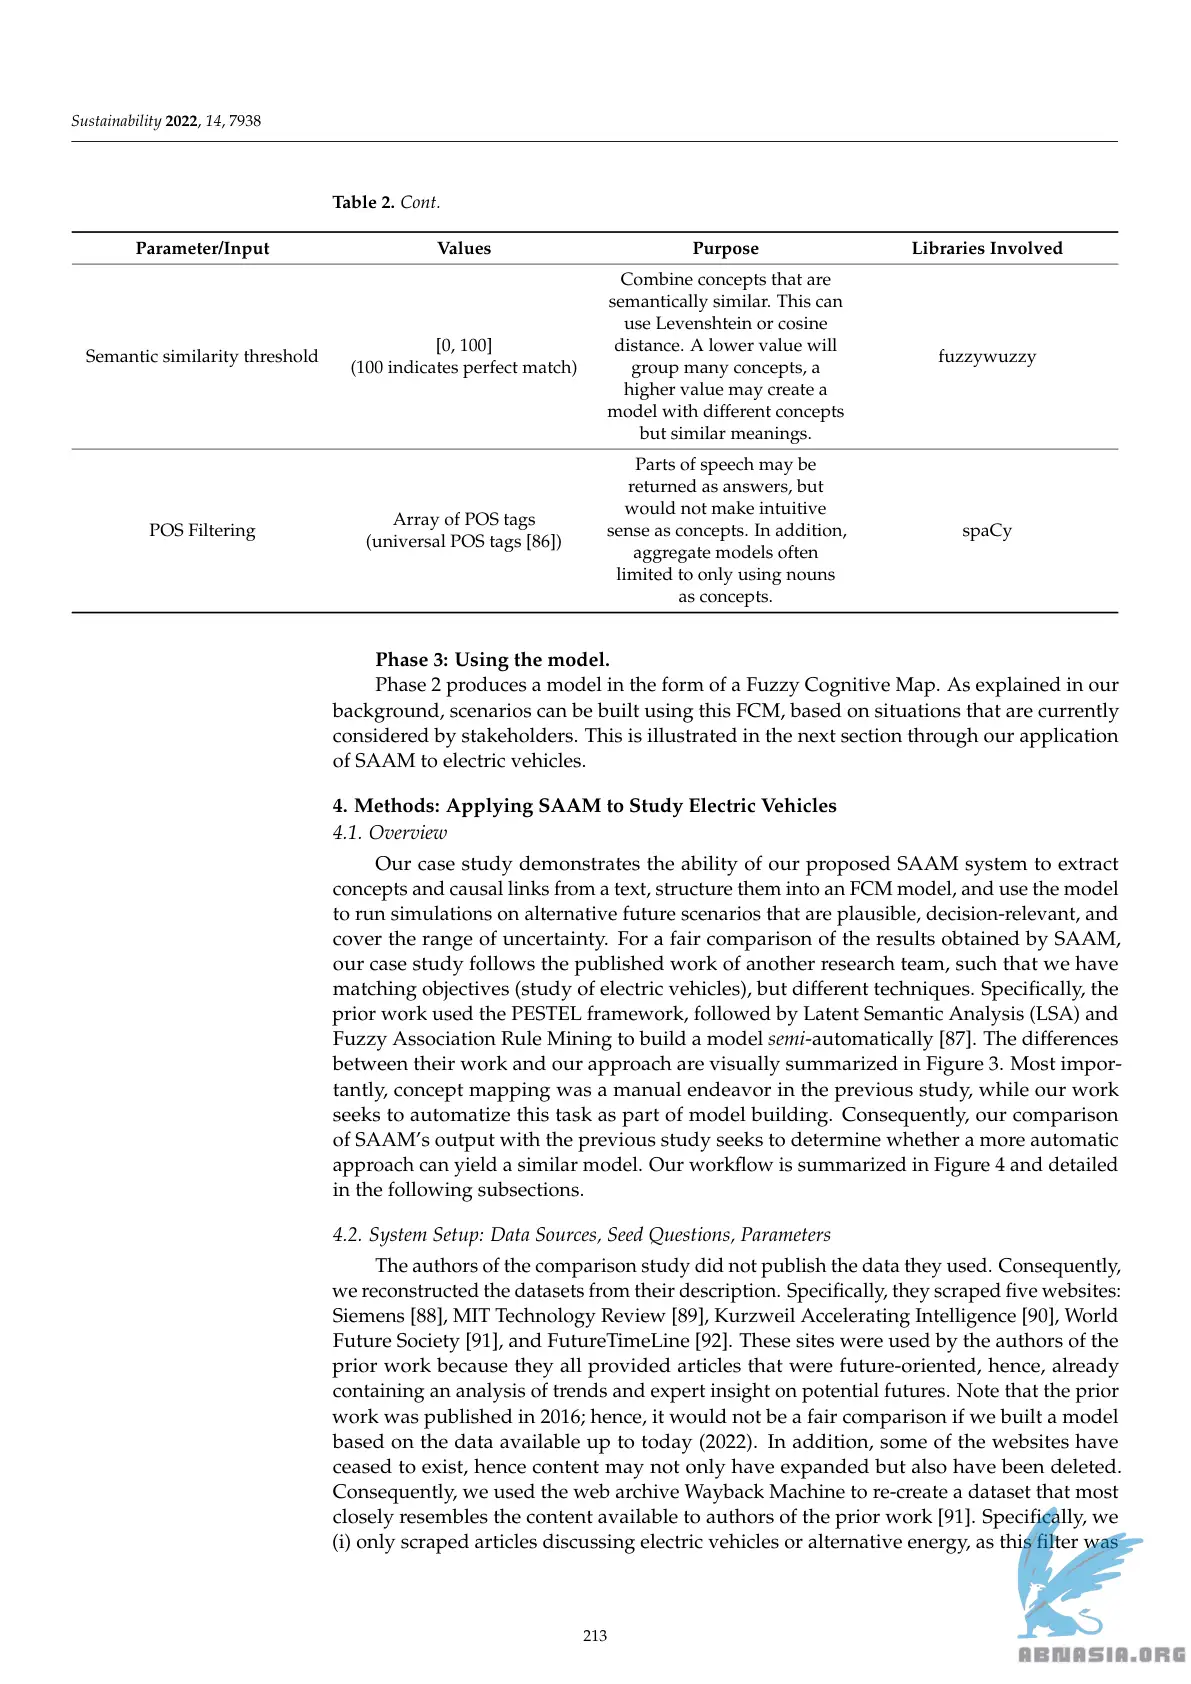 Sustainability 2022, 14, 7938
Table 2. Cont.
Parameter/Input Values Purpose Libraries Involved
Semantic similarity threshold
[0, 100]
(100 indicates perfect match)
Combine concepts that are
semantically similar. This can
use Levenshtein or cosine
distance. A lower value will
group many concepts, a
higher value may create a
model with different concepts
but similar meanings.
fuzzywuzzy
POS Filtering
Array of POS tags
(universal POS tags [86])
Parts of speech may be
returned as answers, but
would not make intuitive
sense as concepts. In addition,
aggregate models often
limited to only using nouns
as concepts.
spaCy
Phase 3: Using the model.
Phase 2 produces a model in the form of a Fuzzy Cognitive Map. As explained in our
background, scenarios can be built using this FCM, based on situations that are currently
considered by stakeholders. This is illustrated in the next section through our application
of SAAM to electric vehicles.
4. Methods: Applying SAAM to Study Electric Vehicles
4.1. Overview
Our case study demonstrates the ability of our proposed SAAM system to extract
concepts and causal links from a text, structure them into an FCM model, and use the model
to run simulations on alternative future scenarios that are plausible, decision-relevant, and
cover the range of uncertainty. For a fair comparison of the results obtained by SAAM,
our case study follows the published work of another research team, such that we have
matching objectives (study of electric vehicles), but different techniques. Specifically, the
prior work used the PESTEL framework, followed by Latent Semantic Analysis (LSA) and
Fuzzy Association Rule Mining to build a model semi-automatically [87]. The differences
between their work and our approach are visually summarized in Figure 3. Most impor-
tantly, concept mapping was a manual endeavor in the previous study, while our work
seeks to automatize this task as part of model building. Consequently, our comparison
of SAAM's output with the previous study seeks to determine whether a more automatic
approach can yield a similar model. Our workflow is summarized in Figure 4 and detailed
in the following subsections.
4.2. System Setup: Data Sources, Seed Questions, Parameters
The authors of the comparison study did not publish the data they used. Consequently,
we reconstructed the datasets from their description. Specifically, they scraped five websites:
Siemens [88], MIT Technology Review [89], Kurzweil Accelerating Intelligence [90], World
Future Society [91], and FutureTimeLine [92]. These sites were used by the authors of the
prior work because they all provided articles that were future-oriented, hence, already
containing an analysis of trends and expert insight on potential futures. Note that the prior
work was published in 2016; hence, it would not be a fair comparison if we built a model
based on the data available up to today (2022). In addition, some of the websites have
ceased to exist, hence content may not only have expanded but also have been deleted.
Consequently, we used the web archive Wayback Machine to re-create a dataset that most
closely resembles the content available to authors of the prior work [91]. Specifically, we
(i) only scraped articles discussing electric vehicles or alternative energy, as this filter was
213
ABNASIA.ORG